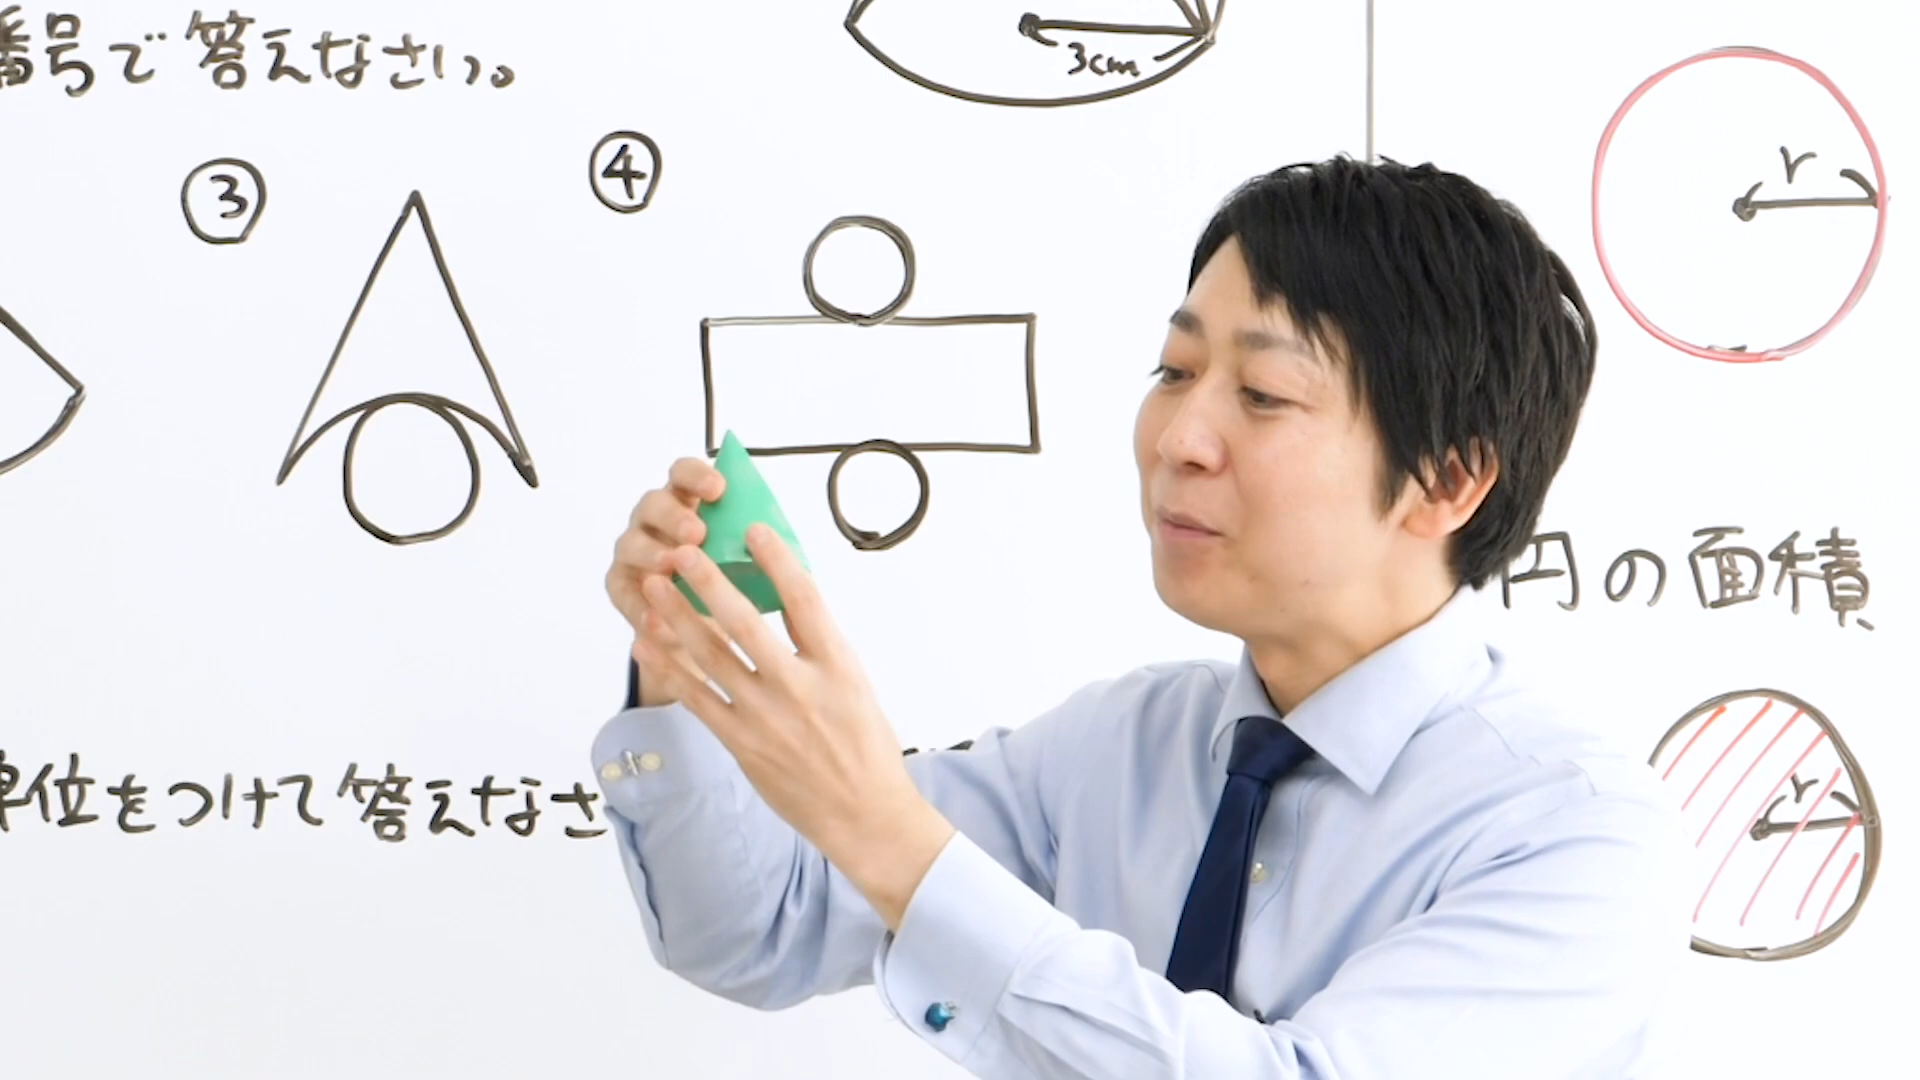 番号で答えなさい。
3cm
③
④
r
円の面積
単位をつけて答えなさ
r